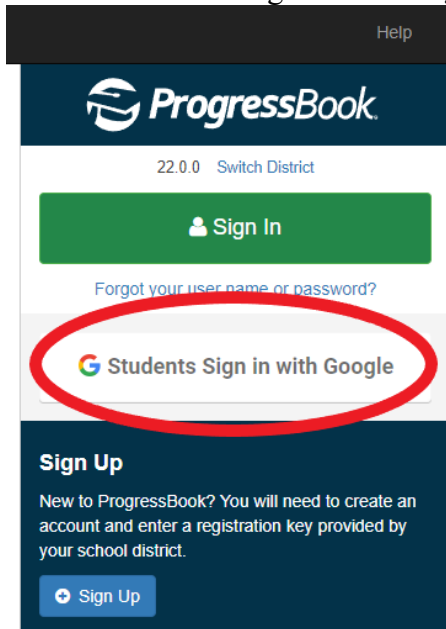 Help
ProgressBook
22.0.0 Switch District
Sign In
Forgot your user name or password?
Students Sign in with Google
Sign Up
New to ProgressBook? You will need to create an
account and enter a registration key provided by
your school district.
Sign Up